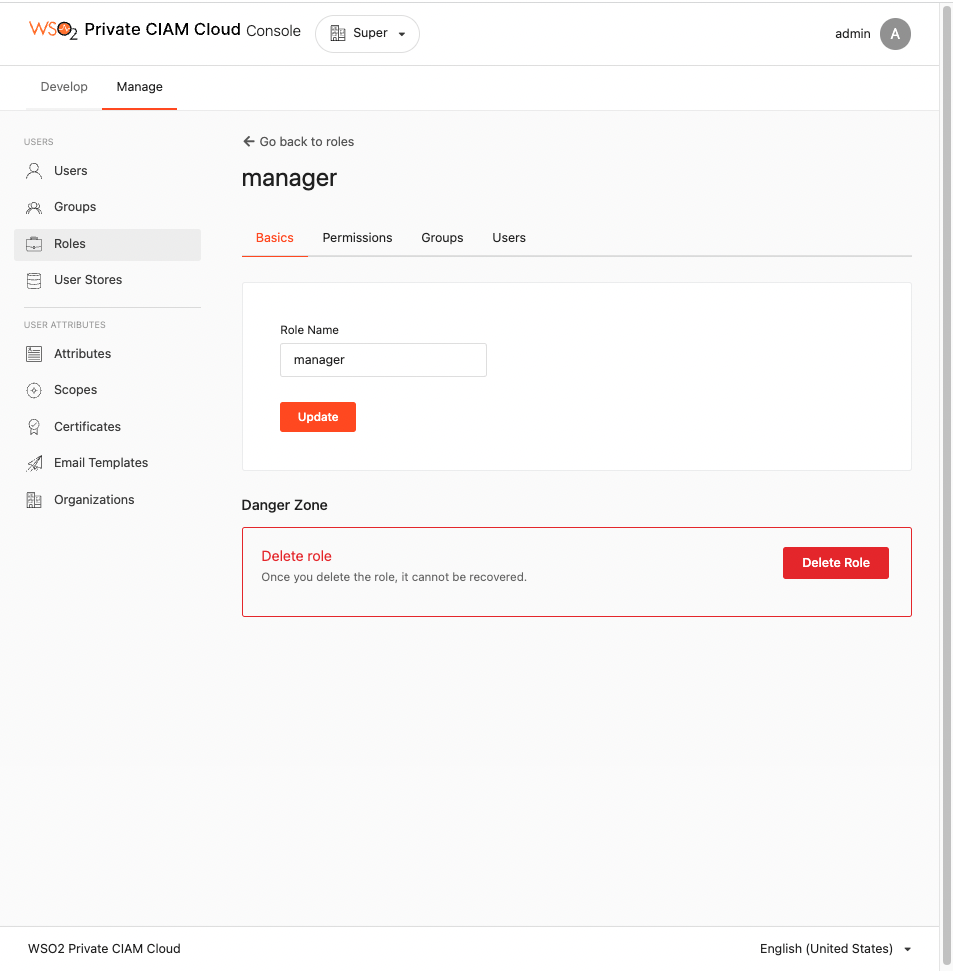 WSO2 Private CIAM Cloud Console
Super
admin
A
Develop
Manage
USERS
Users
Groups
Roles
User Stores
USER ATTRIBUTES
Attributes
Scopes
Certificates
Email Templates
Organizations
Go back to roles
manager
Basics
Permissions
Groups
Users
Role Name
manager
Update
Danger Zone
Delete role
Once you delete the role, it cannot be recovered.
Delete Role
WSO2 Private CIAM Cloud
English (United States)